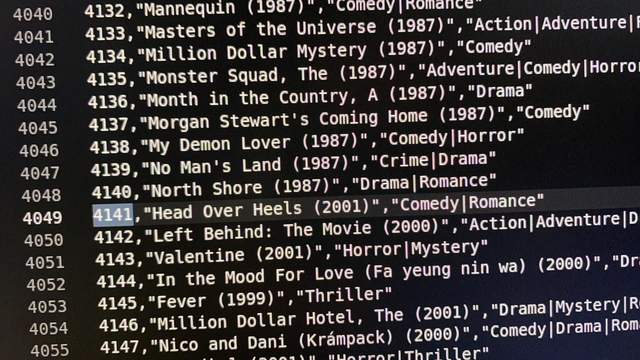 4040 4132,"Mannequin (1987)","Comedy|Romance"
4041 4133,"Masters of the Universe (1987)","Action|Adventure|
4042 4134,"Million Dollar Mystery (1987)","Comedy"
4043 4135,"Monster Squad, The (1987)","Adventure|Comedy|Horror
4044 4136,"Month in the Country, A (1987)","Drama"
4045 4137,"Morgan Stewart's Coming Home (1987)","Comedy"
4046 4138,"My Demon Lover (1987)","Comedy|Horror"
4047 4139,"No Man's Land (1987)","Crime|Drama"
4048 4140,"North Shore (1987)","Drama|Romance"
4049 4141,"Head Over Heels (2001)","Comedy|Romance"
4050 4142,"Left Behind: The Movie (2000)","Action|Adventure|D
4051 4143,"Valentine (2001)","Horror|Mystery"
4052 4144,"In the Mood For Love (Fa yeung nin wa) (2000)","Dr
4053 4145,"Fever (1999)","Thriller"
4054 4146,"Million Dollar Hotel, The (2001)","Drama|Mystery|R
4055 4147,"Nico and Dani (Krámpack) (2000)","Comedy|Drama|Rom
(2001)","Horror|Thriller"